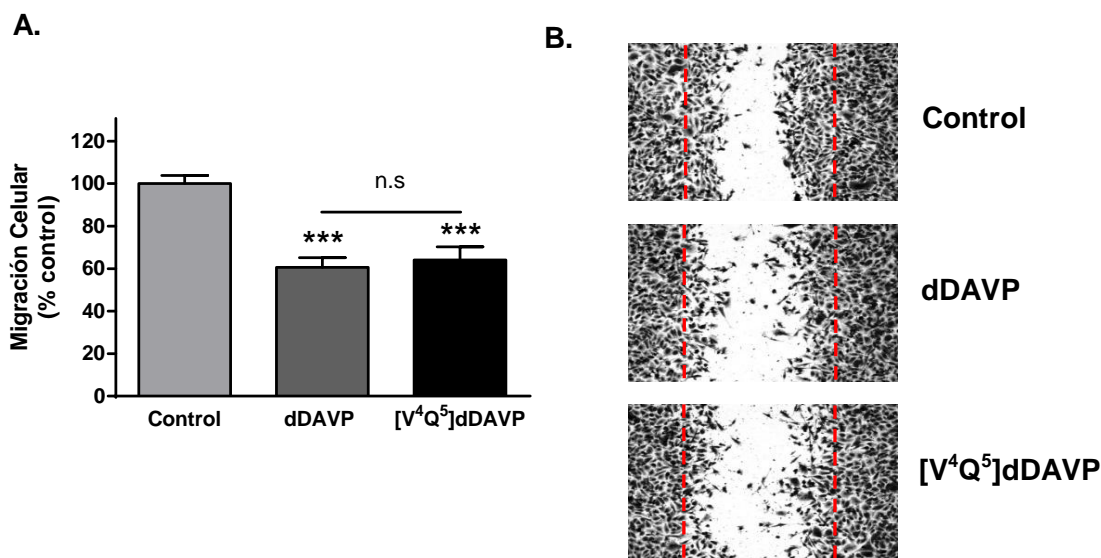 A.
B.
Migración Celular
(% control)
120
100
80
60
40
20
0
n.s
***
***
Control
dDAVP
[V⁴Q⁵]dDAVP
Control
dDAVP
[V⁴Q⁵]dDAVP